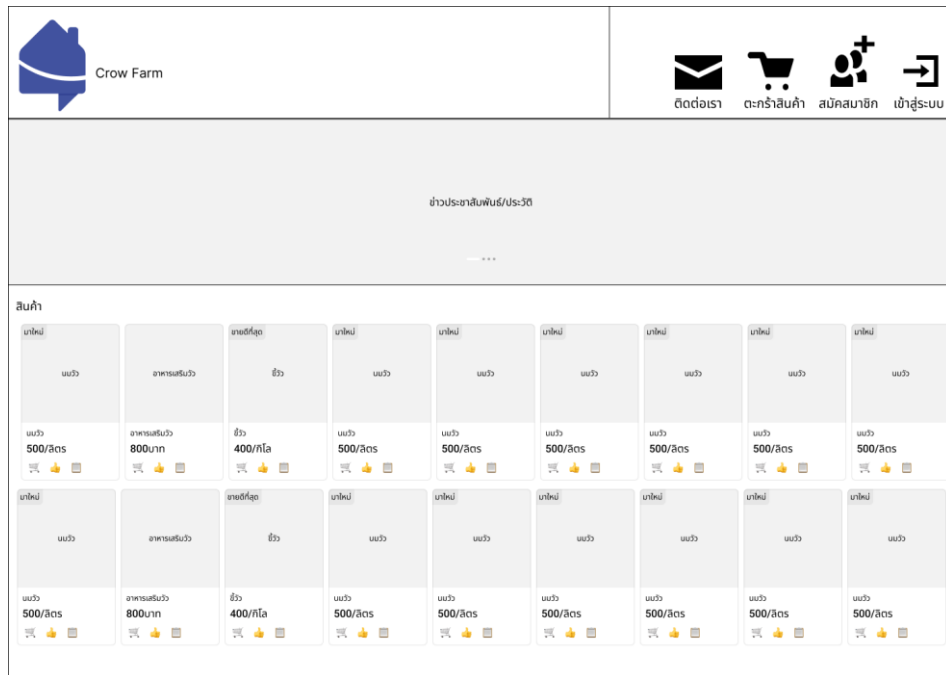 Crow Farm
ติดต่อเรา ตะกร้าสินค้า สมัคสมาชิก เข้าสู่ระบบ
ข่าวประชาสัมพันธ์/ประวัติ
สินค้า
มาใหม่ ขายดีที่สุด มาใหม่ มาใหม่ มาใหม่ มาใหม่ มาใหม่ มาใหม่
นมวัว อาหารเสริมวัว ขี้วัว นมวัว นมวัว นมวัว นมวัว นมวัว นมวัว
นมวัว อาหารเสริมวัว ขี้วัว นมวัว นมวัว นมวัว นมวัว นมวัว นมวัว
500/ลิตร 800บาท 400/กิโล 500/ลิตร 500/ลิตร 500/ลิตร 500/ลิตร 500/ลิตร 500/ลิตร
มาใหม่ ขายดีที่สุด มาใหม่ มาใหม่ มาใหม่ มาใหม่ มาใหม่ มาใหม่
นมวัว อาหารเสริมวัว ขี้วัว นมวัว นมวัว นมวัว นมวัว นมวัว นมวัว
นมวัว อาหารเสริมวัว ขี้วัว นมวัว นมวัว นมวัว นมวัว นมวัว นมวัว
500/ลิตร 800บาท 400/กิโล 500/ลิตร 500/ลิตร 500/ลิตร 500/ลิตร 500/ลิตร 500/ลิตร